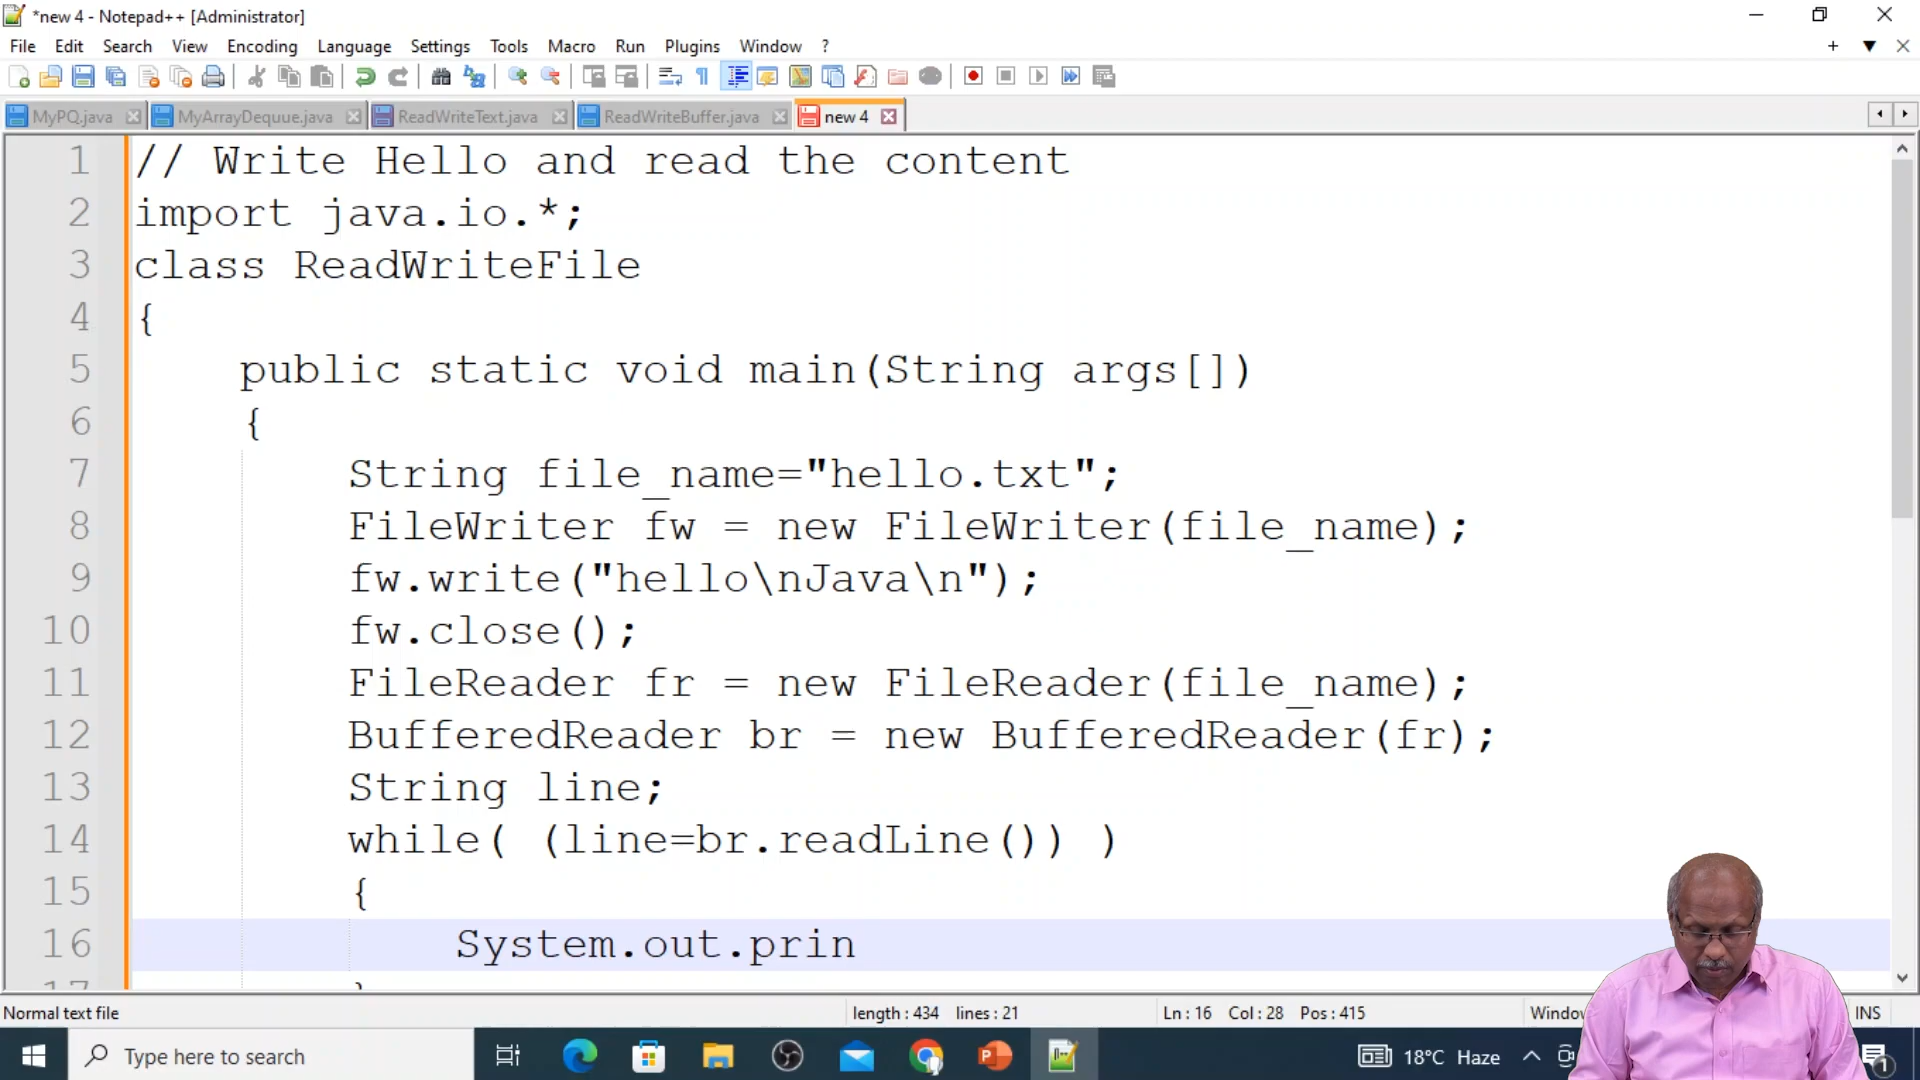 *new 4 - Notepad++ [Administrator]
File Edit Search View Encoding Language Settings Tools Macro Run Plugins Window ?
MyPQ.java MyArrayDequue.java ReadWriteText.java ReadWriteBuffer.java new 4
1 // Write Hello and read the content
2 import java.io.*;
3 class ReadWriteFile
4 {
5 public static void main(String args[])
6 {
7 String file_name="hello.txt";
8 FileWriter fw = new FileWriter(file_name);
9 fw.write("hello\nJava\n");
10 fw.close();
11 FileReader fr = new FileReader(file_name);
12 BufferedReader br = new BufferedReader(fr);
13 String line;
14 while( (line=br.readLine()) )
15 {
16 System.out.prin
17 }
Normal text file length : 434 lines : 21 Ln : 16 Col : 28 Pos : 415 INS
Type here to search 18°C Haze 1